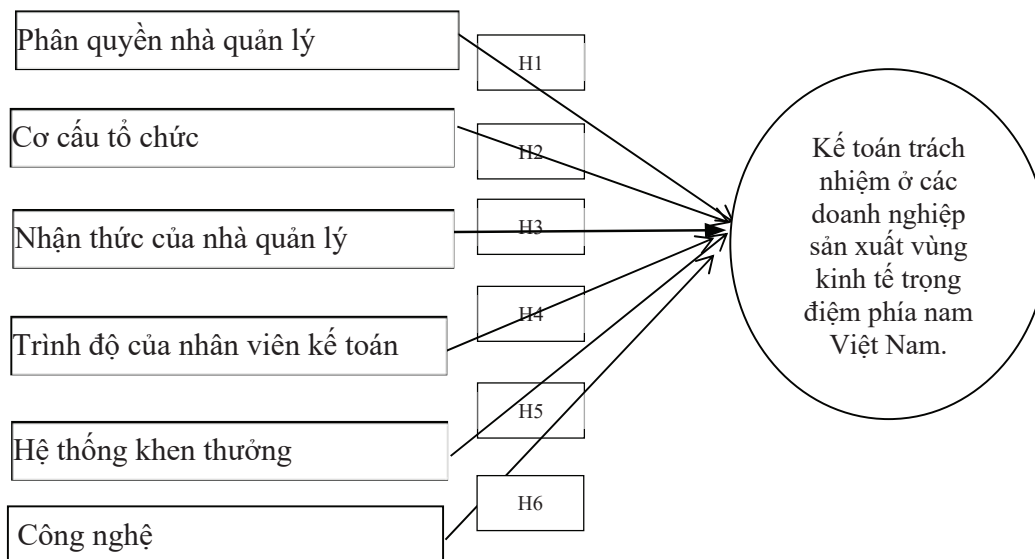 Phân quyền nhà quản lý
H1
Cơ cấu tổ chức
H2
Nhận thức của nhà quản lý
H3
Trình độ của nhân viên kế toán
H4
Hệ thống khen thưởng
H5
Công nghệ
H6
Kế toán trách
nhiệm ở các
doanh nghiệp
sản xuất vùng
kinh tế trọng
điệm phía nam
Việt Nam.